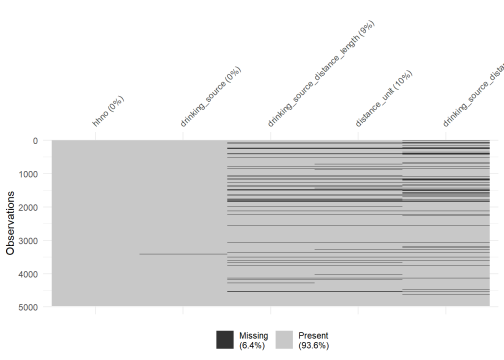 hhno (0%)
drinking_source (0%)
drinking_source_distance_length (9%)
distance_unit (10%)
drinking_source_dista
0
1000
2000
3000
4000
5000
Observations
Missing
(6.4%)
Present
(93.6%)